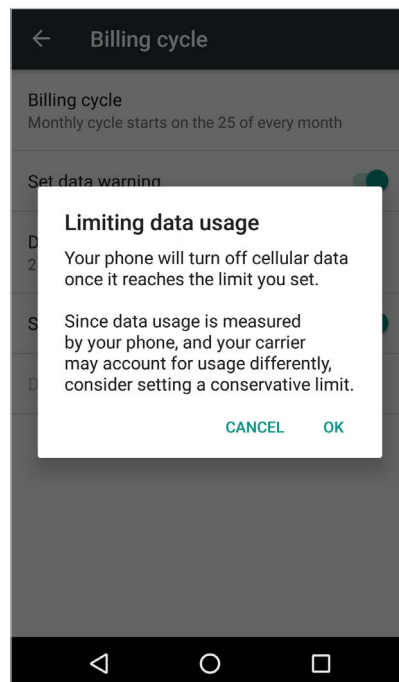 Billing cycle
Billing cycle
Monthly cycle starts on the 25 of every month
Set data warning
D
2
Limiting data usage
Your phone will turn off cellular data
once it reaches the limit you set.
Since data usage is measured
by your phone, and your carrier
may account for usage differently,
consider setting a conservative limit.
S
D
CANCEL
OK